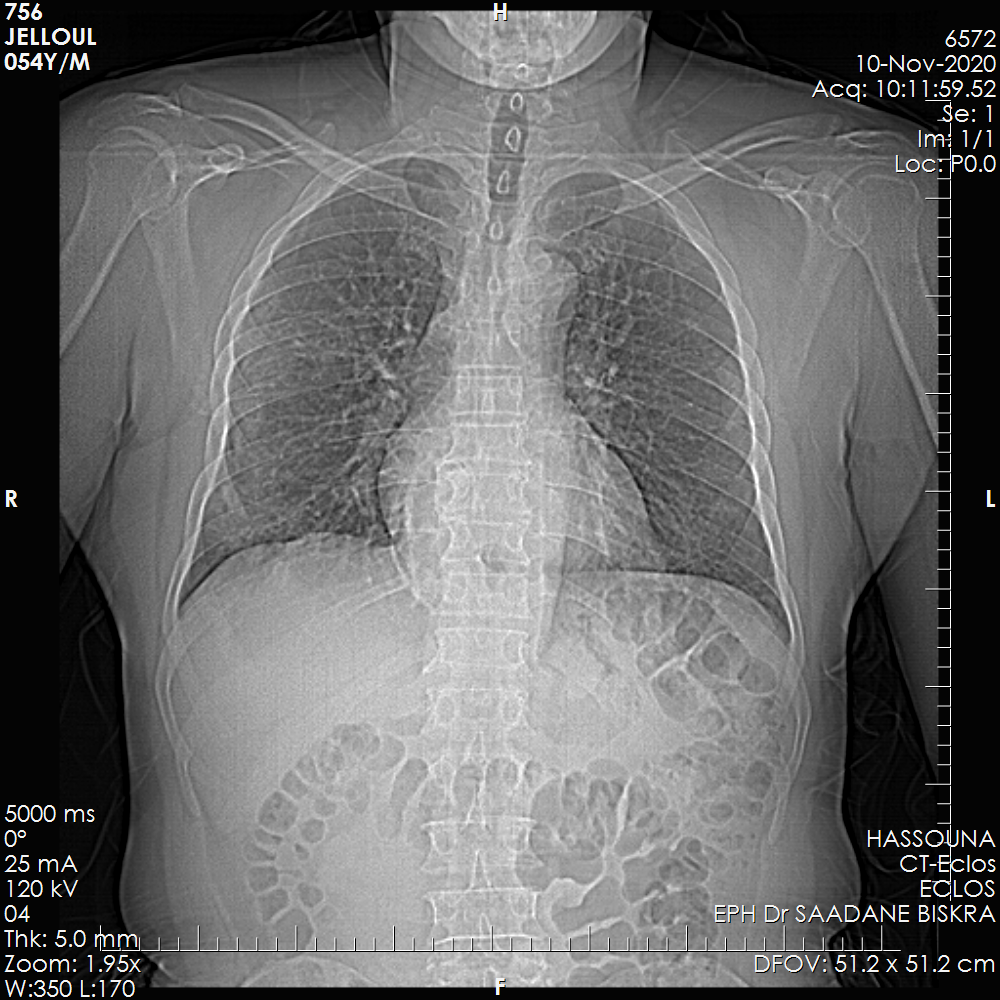 756
JELLOUL
054Y/M
H
6572
10-Nov-2020
Acq: 10:11:59.52
Se: 1
Im: 1/1
Loc: P0.0
R
L
5000 ms
0°
25 mA
120 kV
04
Thk: 5.0 mm
Zoom: 1.95x
W:350 L:170
F
HASSOUNA
CT-Eclos
ECLOS
EPH Dr SAADANE BISKRA
DFOV: 51.2 x 51.2 cm